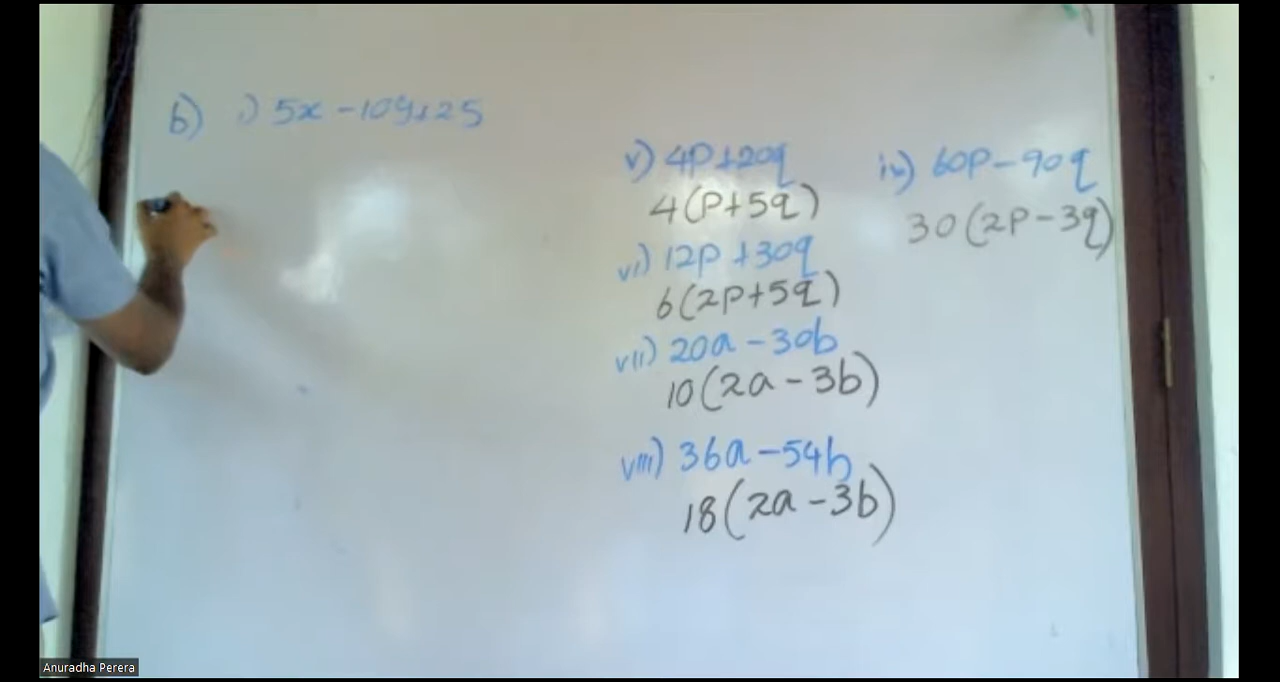 b) i) 5x - 10y + 25
v) 4p + 20q
4(p + 5q)
vi) 12p + 30q
6(2p + 5q)
vii) 20a - 30b
10(2a - 3b)
viii) 36a - 54b
18(2a - 3b)
ix) 60p - 90q
30(2p - 3q)
Anuradha Perera